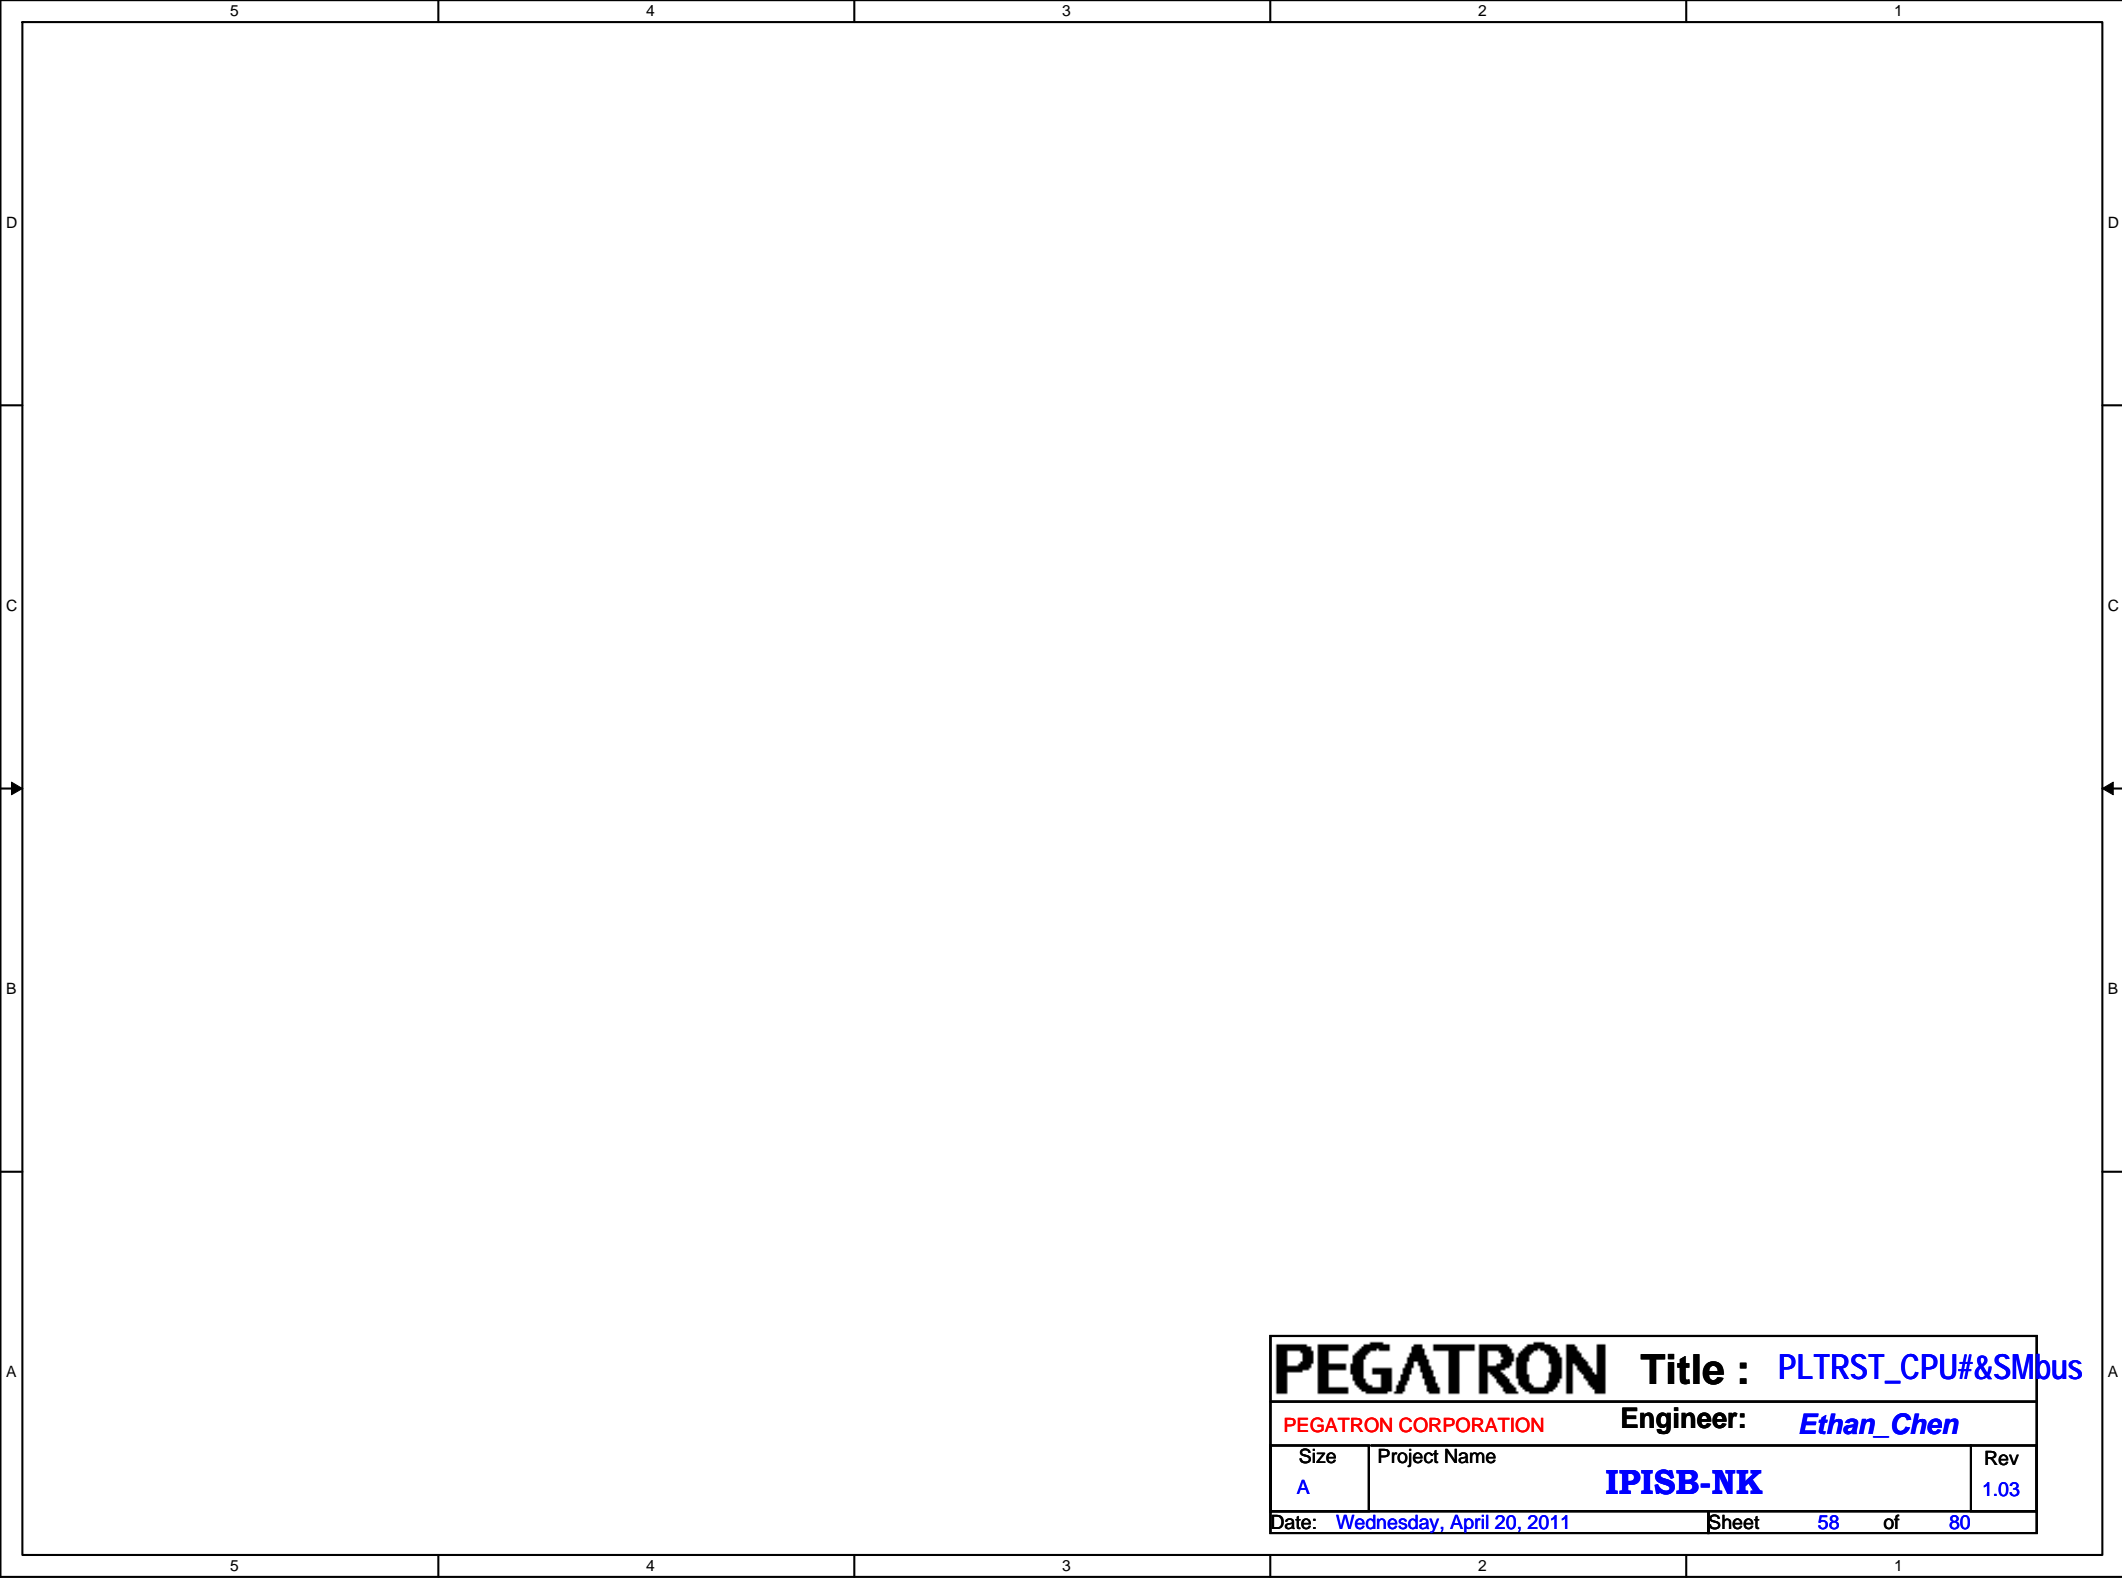 5 4 3 2 1
D D
C C
B B
A A
PEGATRON Title : PLTRST_CPU#&SMbus
PEGATRON CORPORATION Engineer: Ethan_Chen
Size Project Name Rev
A IPISB-NK 1.03
Date: Wednesday, April 20, 2011 Sheet 58 of 80
5 4 3 2 1